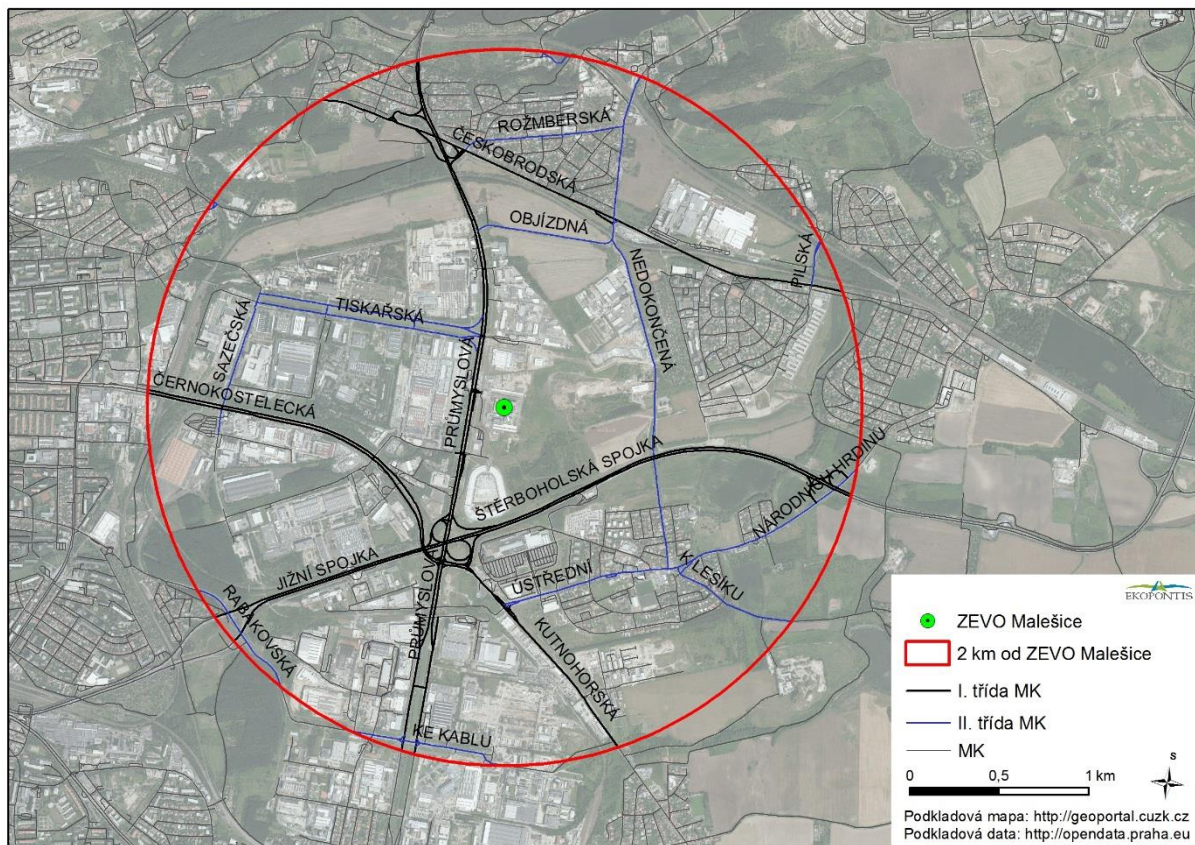 ROŽMBERSKÁ
ČESKOBRODSKÁ
OBJÍZDNÁ
PILSKÁ
NEDOKONČENÁ
TISKAŘSKÁ
SAZEČSKÁ
PRŮMYSLOVÁ
ČERNOKOSTELECKÁ
ŠTĚRBOHOLSKÁ SPOJKA
NÁRODNÍCH HRDINŮ
JIŽNÍ SPOJKA
ÚSTŘEDNÍ
K LESÍKU
RABAKOVSKÁ
PRŮMYSLOVÁ
KUTNOHORSKÁ
KE KABLU
EKOPONTIS
ZEVO Malešice
2 km od ZEVO Malešice
I. třída MK
II. třída MK
MK
S
0 0,5 1 km
Podkladová mapa: http://geoportal.cuzk.cz
Podkladová data: http://opendata.praha.eu